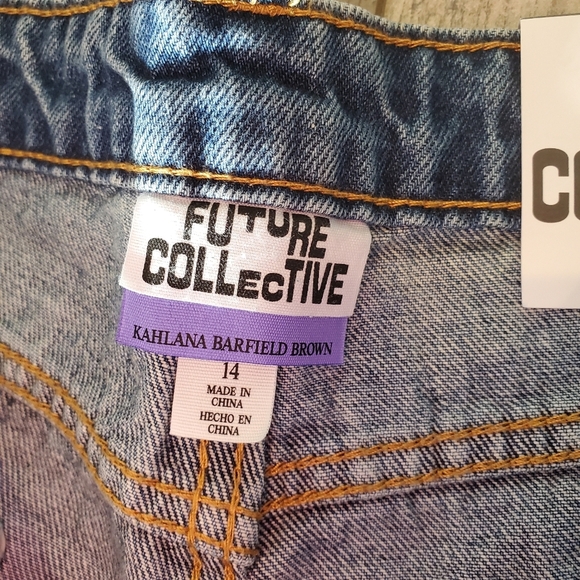 FUTURE
COLLECTIVE
KAHLANA BARFIELD BROWN
14
MADE IN
CHINA
HECHO EN
CHINA